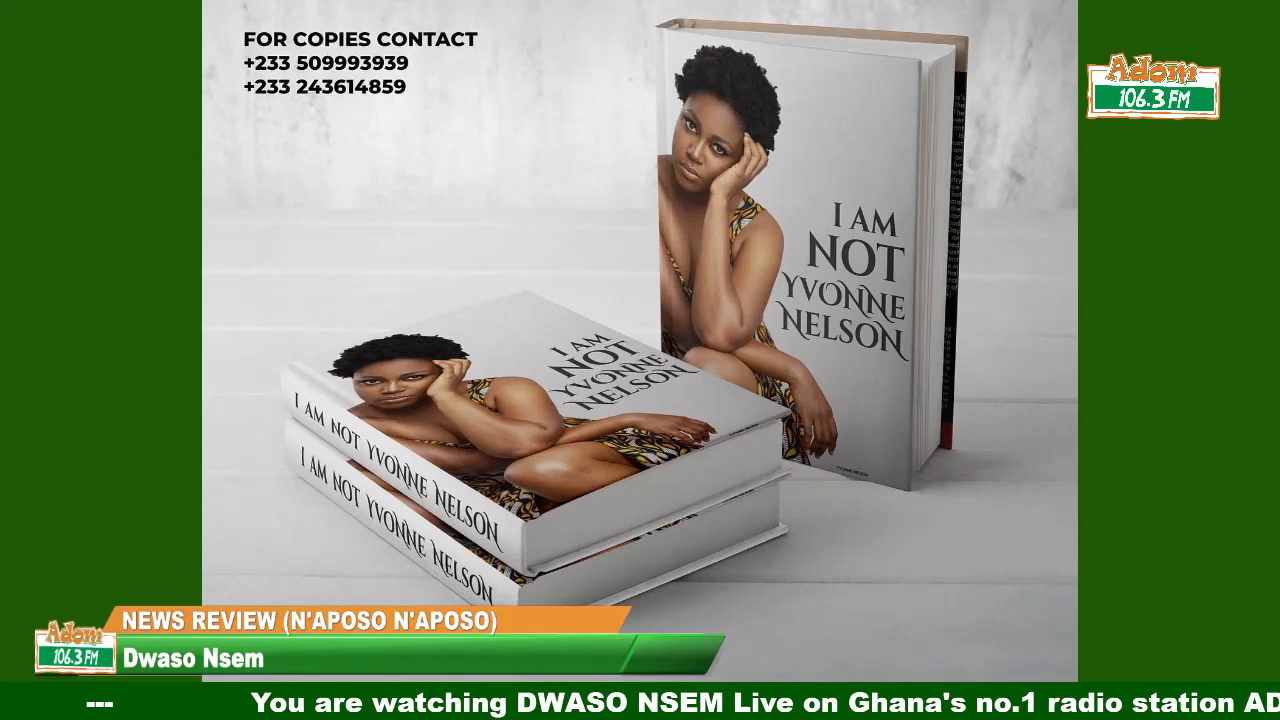 FOR COPIES CONTACT
+233 509993939
+233 243614859
Adom
106.3 FM
I AM
NOT
YVONNE
NELSON
YVONNE NELSON
I AM
NOT
YVONNE
NELSON
I AM NOT YVONNE NELSON
I AM NOT YVONNE NELSON
NEWS REVIEW (N'APOSO N'APOSO)
Adom
106.3 FM
Dwaso Nsem
--- You are watching DWASO NSEM Live on Ghana's no.1 radio station AD